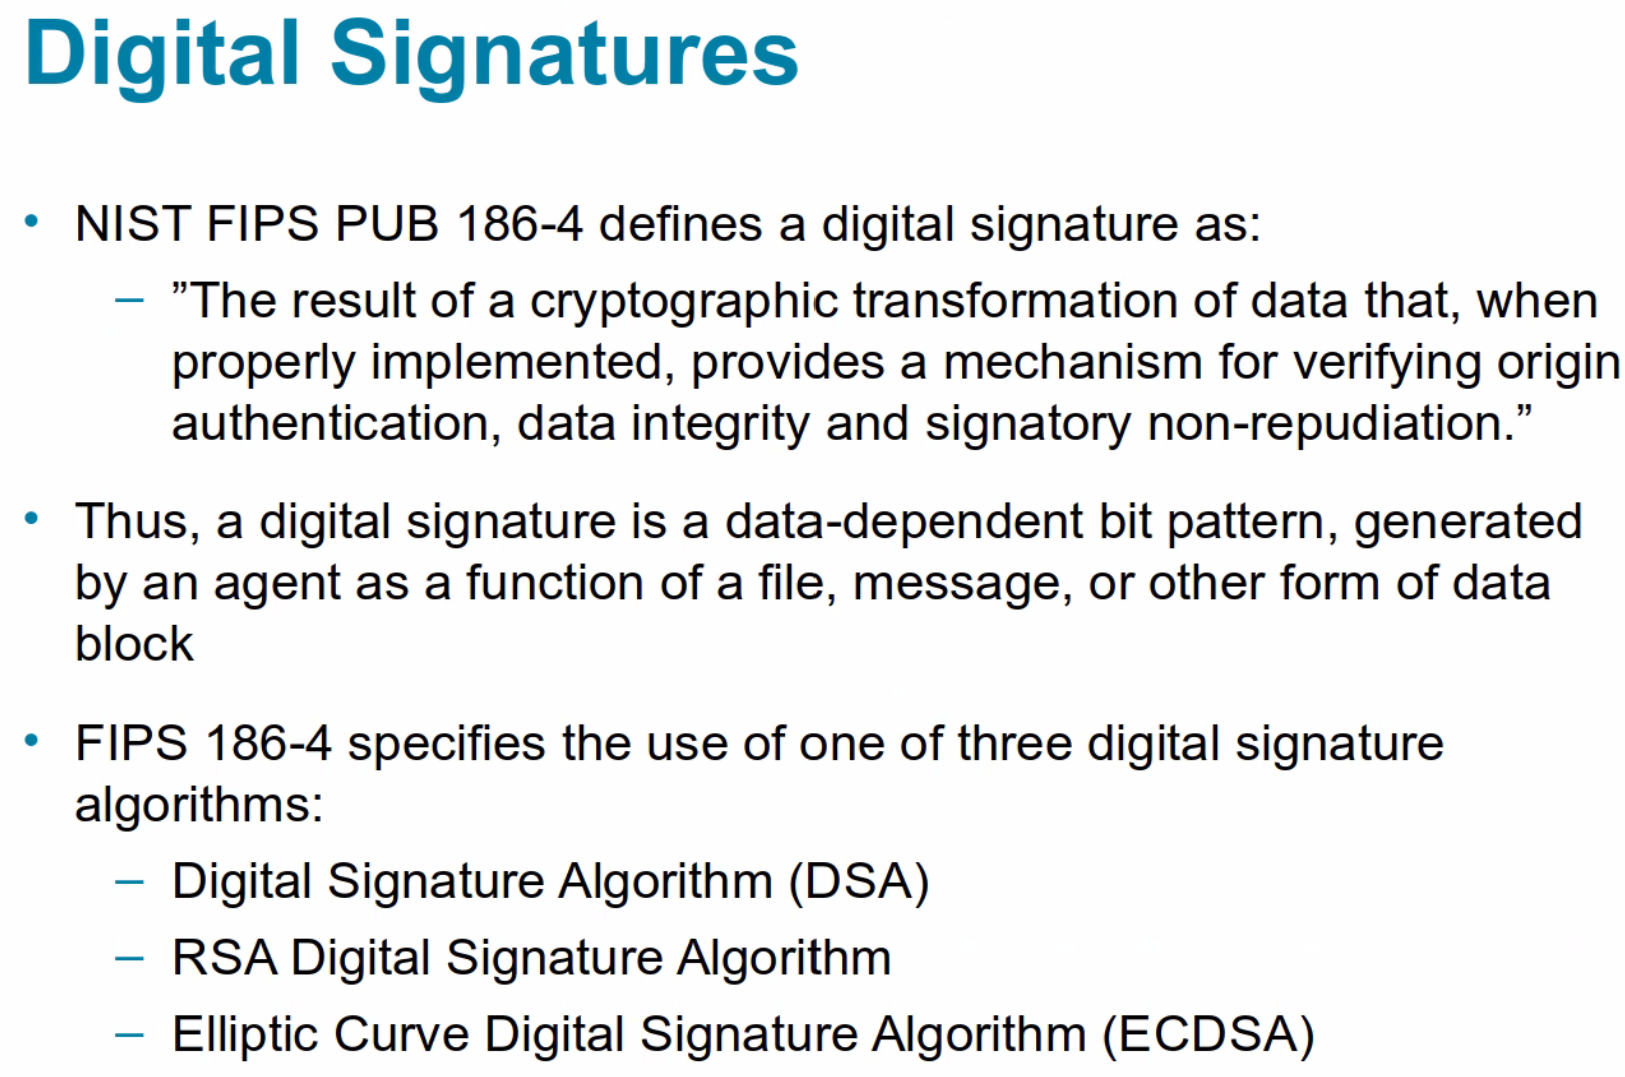 Digital Signatures
• NIST FIPS PUB 186-4 defines a digital signature as:
– ”The result of a cryptographic transformation of data that, when
properly implemented, provides a mechanism for verifying origin
authentication, data integrity and signatory non-repudiation.”
• Thus, a digital signature is a data-dependent bit pattern, generated
by an agent as a function of a file, message, or other form of data
block
• FIPS 186-4 specifies the use of one of three digital signature
algorithms:
– Digital Signature Algorithm (DSA)
– RSA Digital Signature Algorithm
– Elliptic Curve Digital Signature Algorithm (ECDSA)